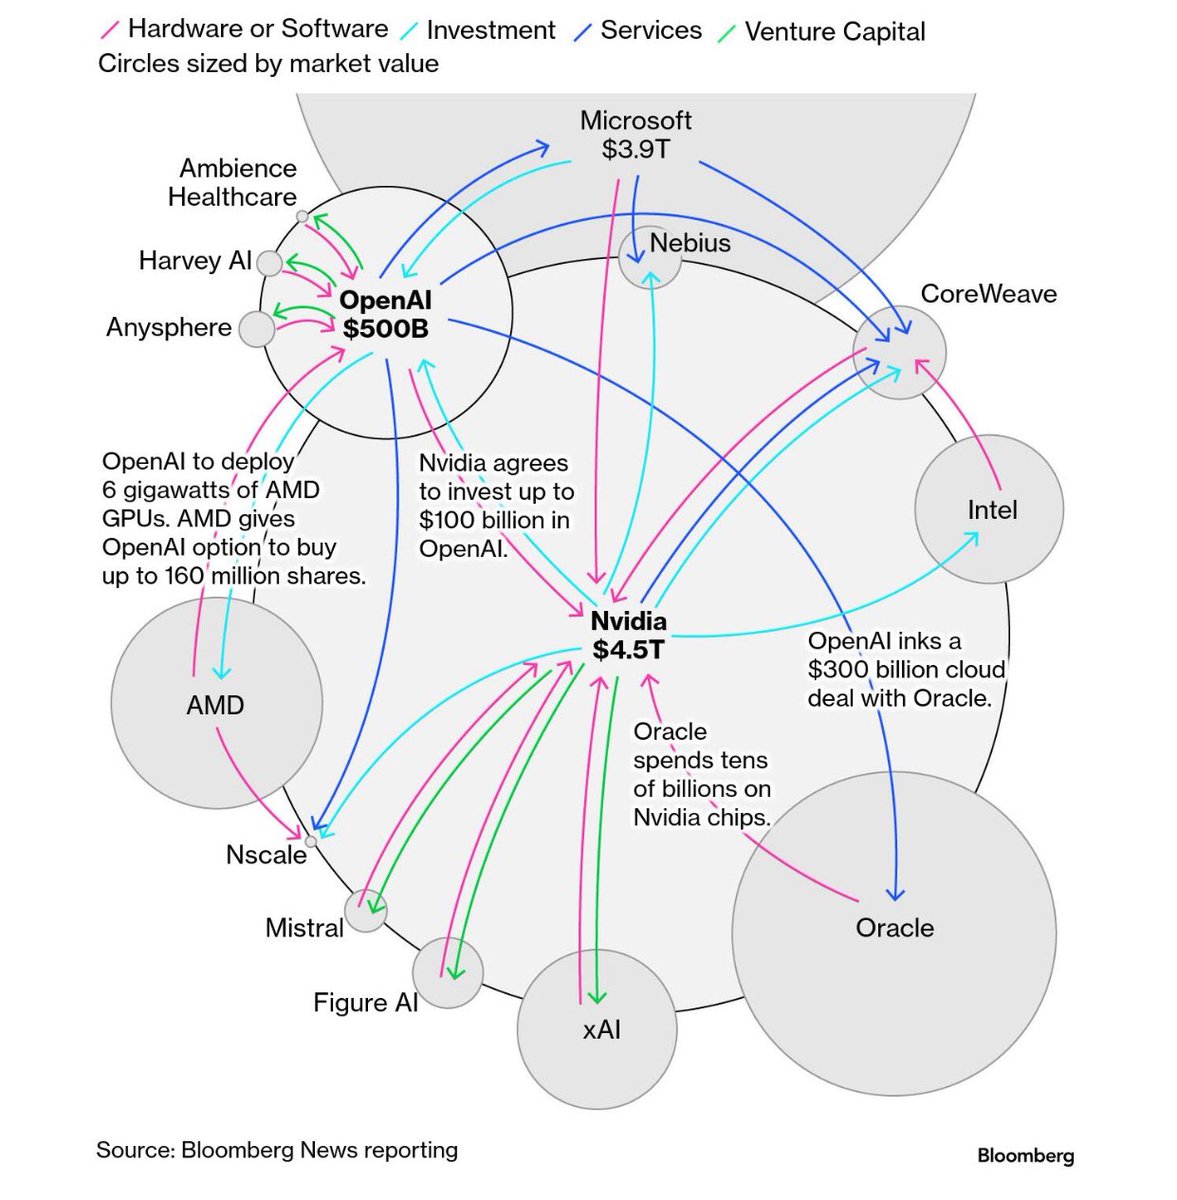 Hardware or Software Investment Services Venture Capital
Circles sized by market value
Microsoft
$3.9T
Ambience
Healthcare
Harvey AI
Anysphere
OpenAI
$500B
Nebius
CoreWeave
OpenAI to deploy
6 gigawatts of AMD
GPUs. AMD gives
OpenAI option to buy
up to 160 million shares.
Nvidia agrees
to invest up to
$100 billion in
OpenAI.
Intel
Nvidia
$4.5T
OpenAI inks a
$300 billion cloud
deal with Oracle.
AMD
Oracle
spends tens
of billions on
Nvidia chips.
Nscale
Mistral
Figure AI
xAI
Oracle
Source: Bloomberg News reporting
Bloomberg